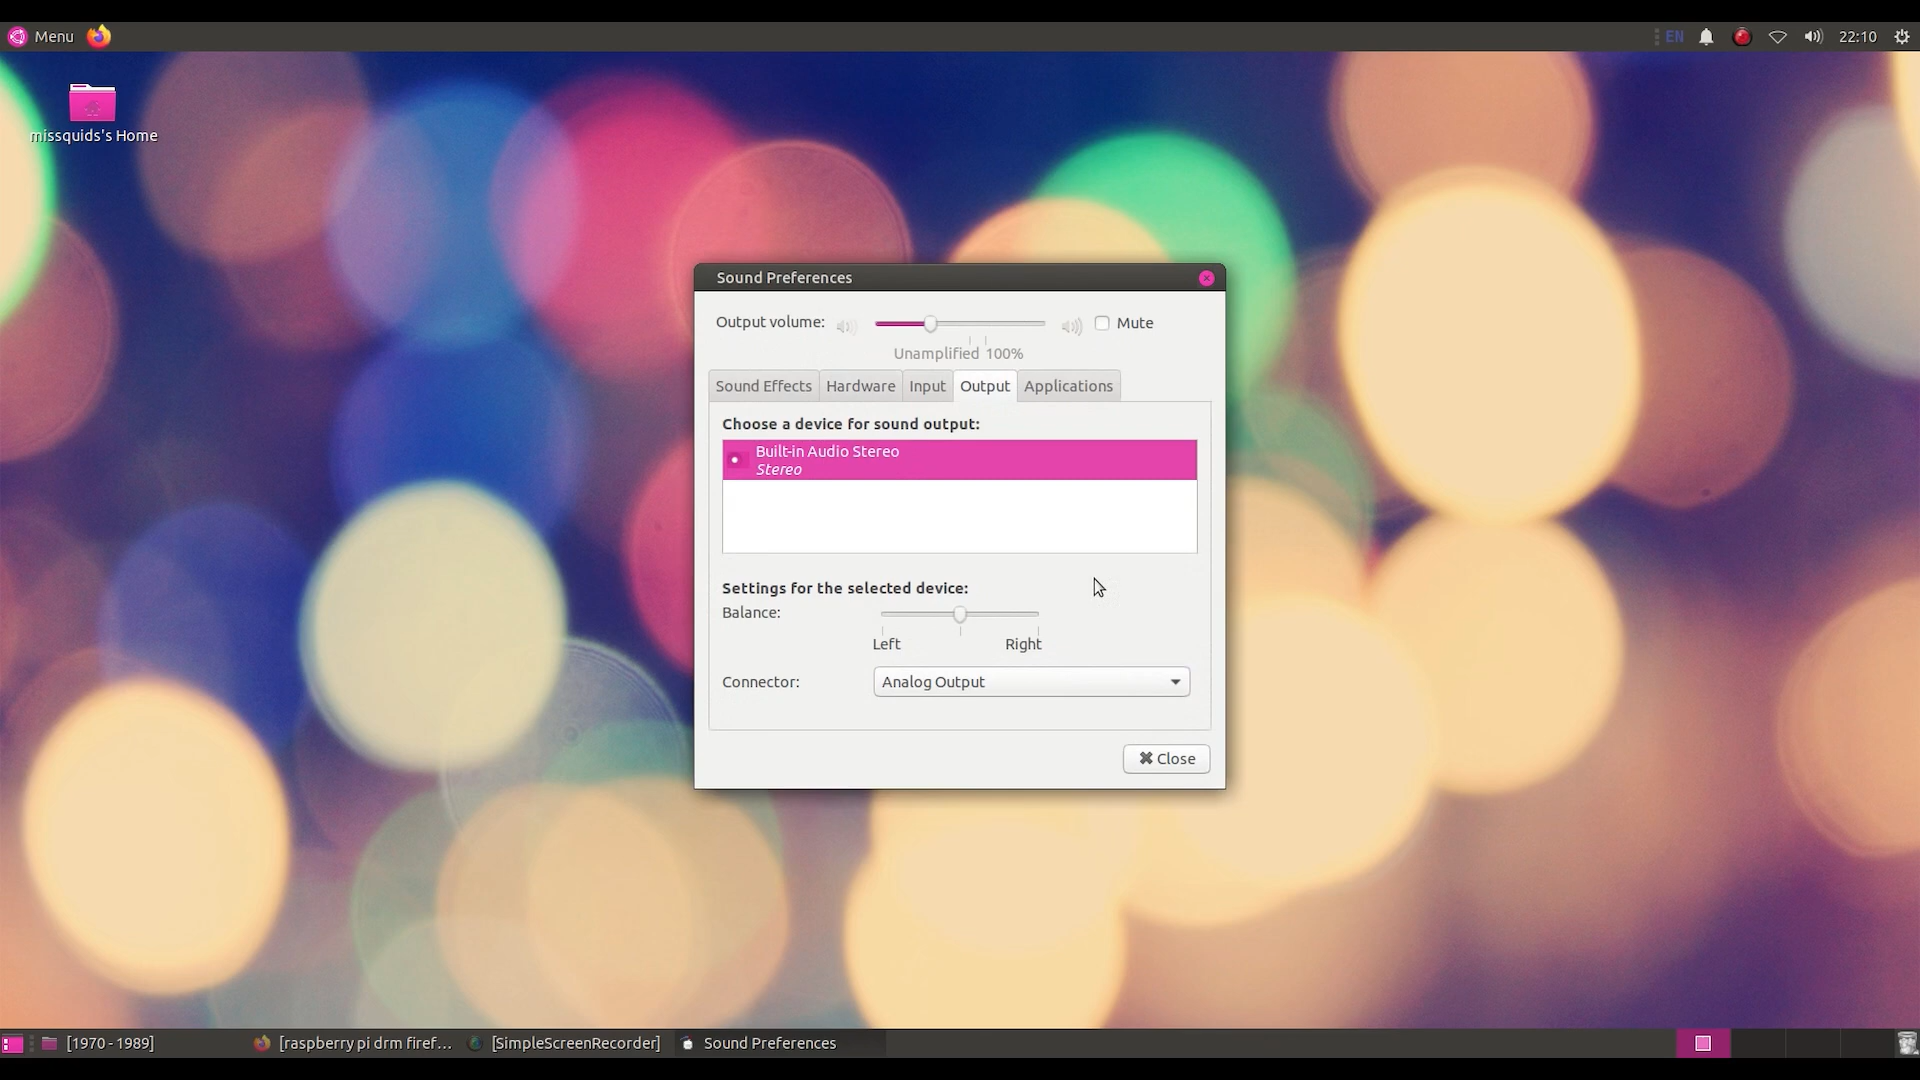 Menu
EN
22:10
missquids's Home
Sound Preferences
Output volume:
Mute
Unamplified 100%
Sound Effects Hardware Input Output Applications
Choose a device for sound output:
Built-in Audio Stereo
Stereo
Settings for the selected device:
Balance:
Left Right
Connector: Analog Output
Close
[1970 - 1989] [raspberry pi drm firef... [SimpleScreenRecorder] Sound Preferences